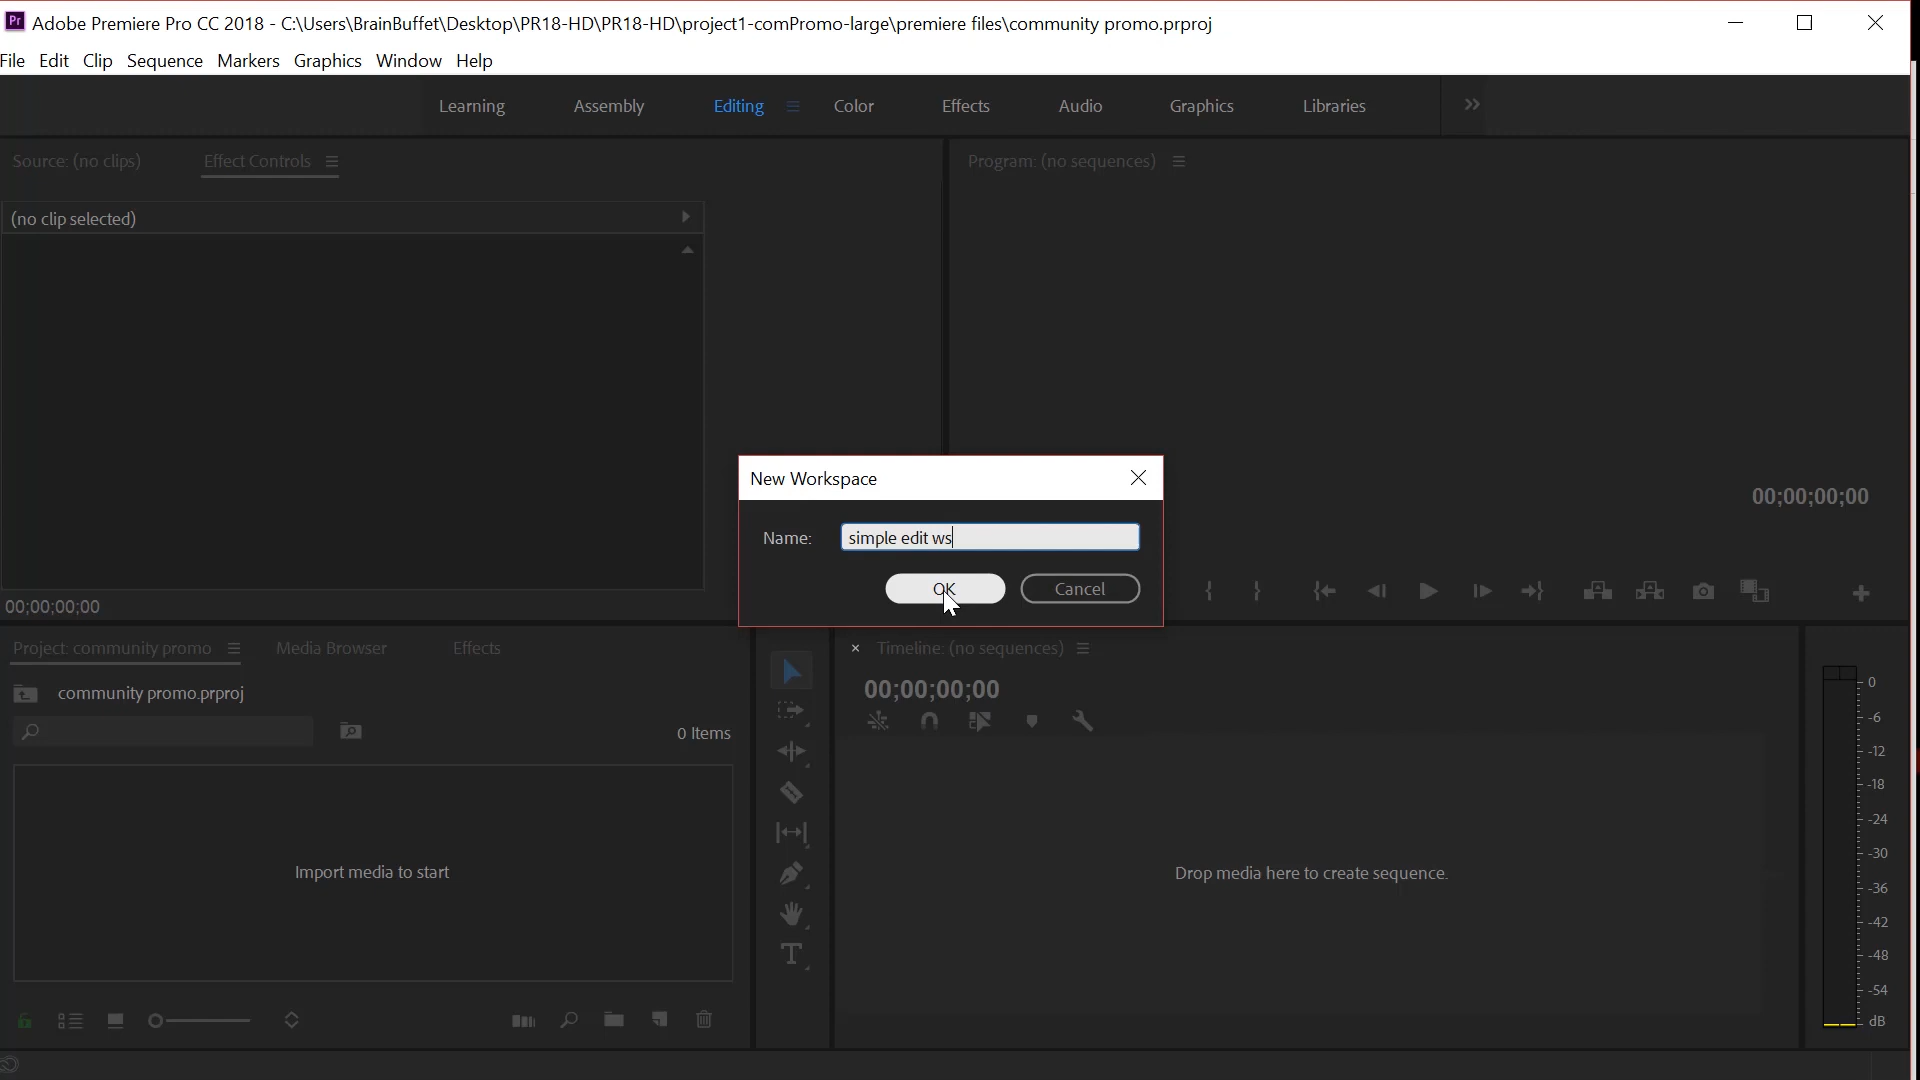 Pr Adobe Premiere Pro CC 2018 - C:\Users\BrainBuffet\Desktop\PR18-HD\PR18-HD\project1-comPromo-large\premiere files\community promo.prproj
File Edit Clip Sequence Markers Graphics Window Help
Learning Assembly Editing Color Effects Audio Graphics Libraries
Source: (no clips) Effect Controls Program: (no sequences)
(no clip selected)
New Workspace
00;00;00;00
Name: simple edit ws
OK Cancel
00;00;00;00
Project: community promo Media Browser Effects Timeline: (no sequences)
00;00;00;00
community promo.prproj
0 Items
Import media to start
Drop media here to create sequence.
0
-6
-12
-18
-24
-30
-36
-42
-48
-54
dB